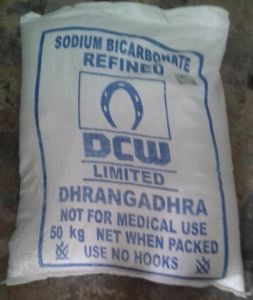 SODIUM BICARBONATE
REFINED
DCW
LIMITED
DHRANGADHRA
NOT FOR MEDICAL USE
50 kg NET WHEN PACKED
USE NO HOOKS